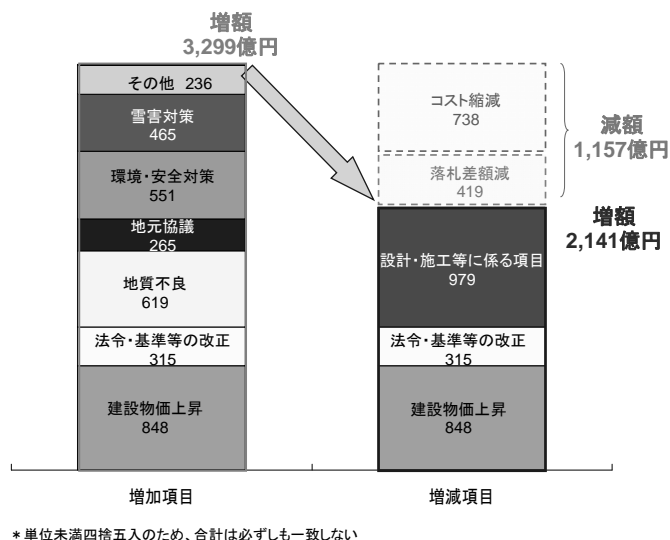 増額
3,299億円
その他 236
雪害対策
465
環境・安全対策
551
地元協議
265
地質不良
619
法令・基準等の改正
315
建設物価上昇
848
増加項目
コスト縮減
738
落札差額減
419
減額
1,157億円
増額
2,141億円
設計・施工等に係る項目
979
法令・基準等の改正
315
建設物価上昇
848
増減項目
＊単位未満四捨五入のため、合計は必ずしも一致しない